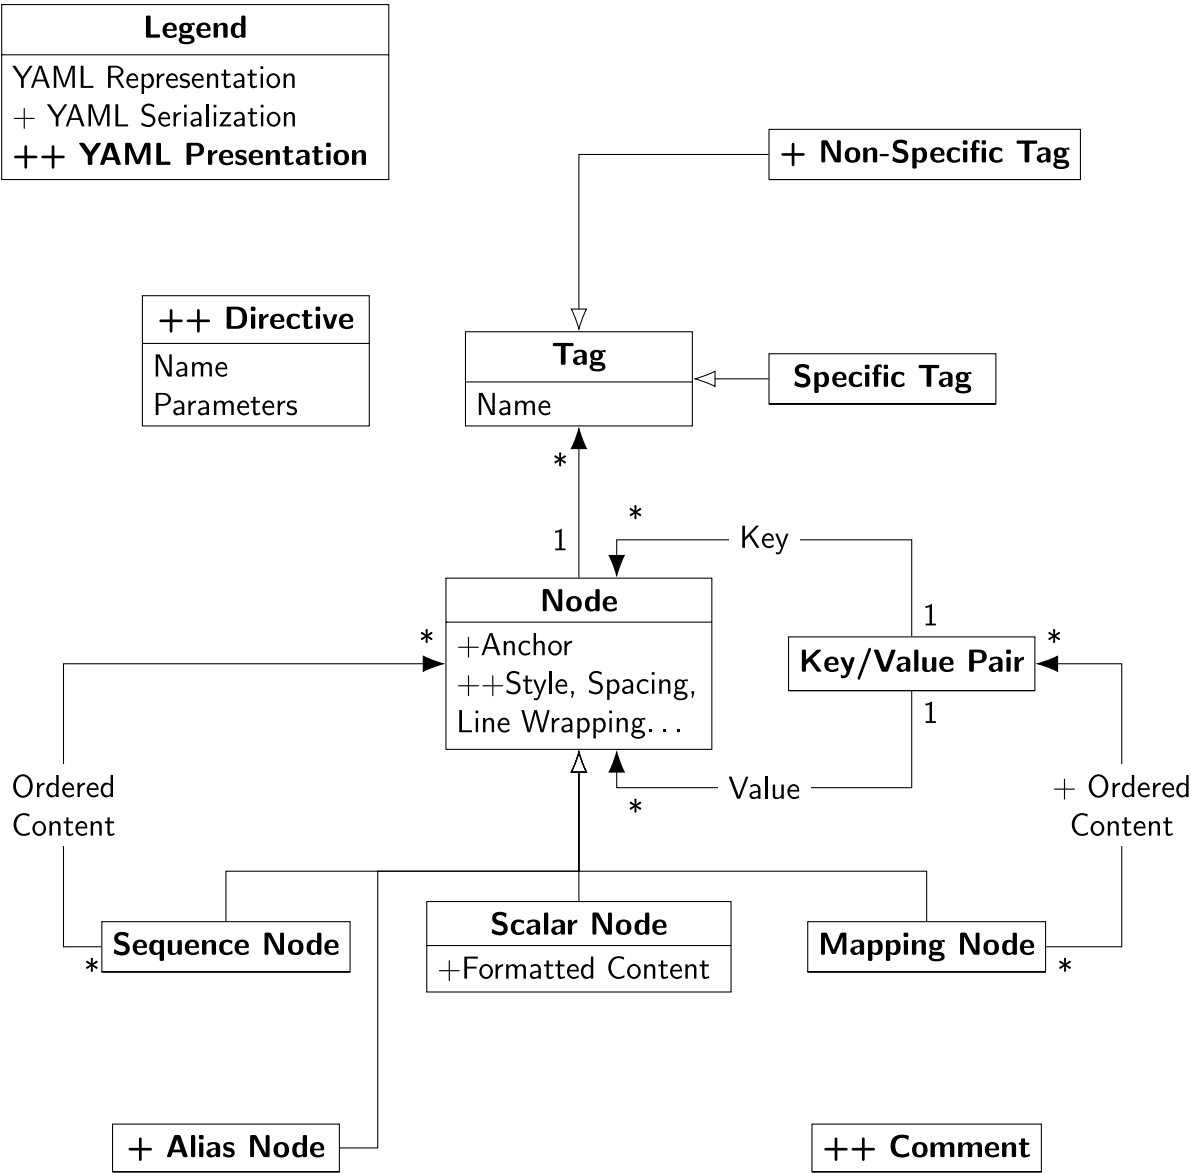 Legend
YAML Representation
+ YAML Serialization
++ YAML Presentation
+ Non-Specific Tag
++ Directive
Name
Parameters
Tag
Name
Specific Tag
*
1
*
Key
1
Node
+Anchor
++Style, Spacing,
Line Wrapping...
*
Key/Value Pair
*
1
Value
*
Ordered
Content
+ Ordered
Content
Sequence Node
*
Scalar Node
+Formatted Content
Mapping Node
*
+ Alias Node
++ Comment